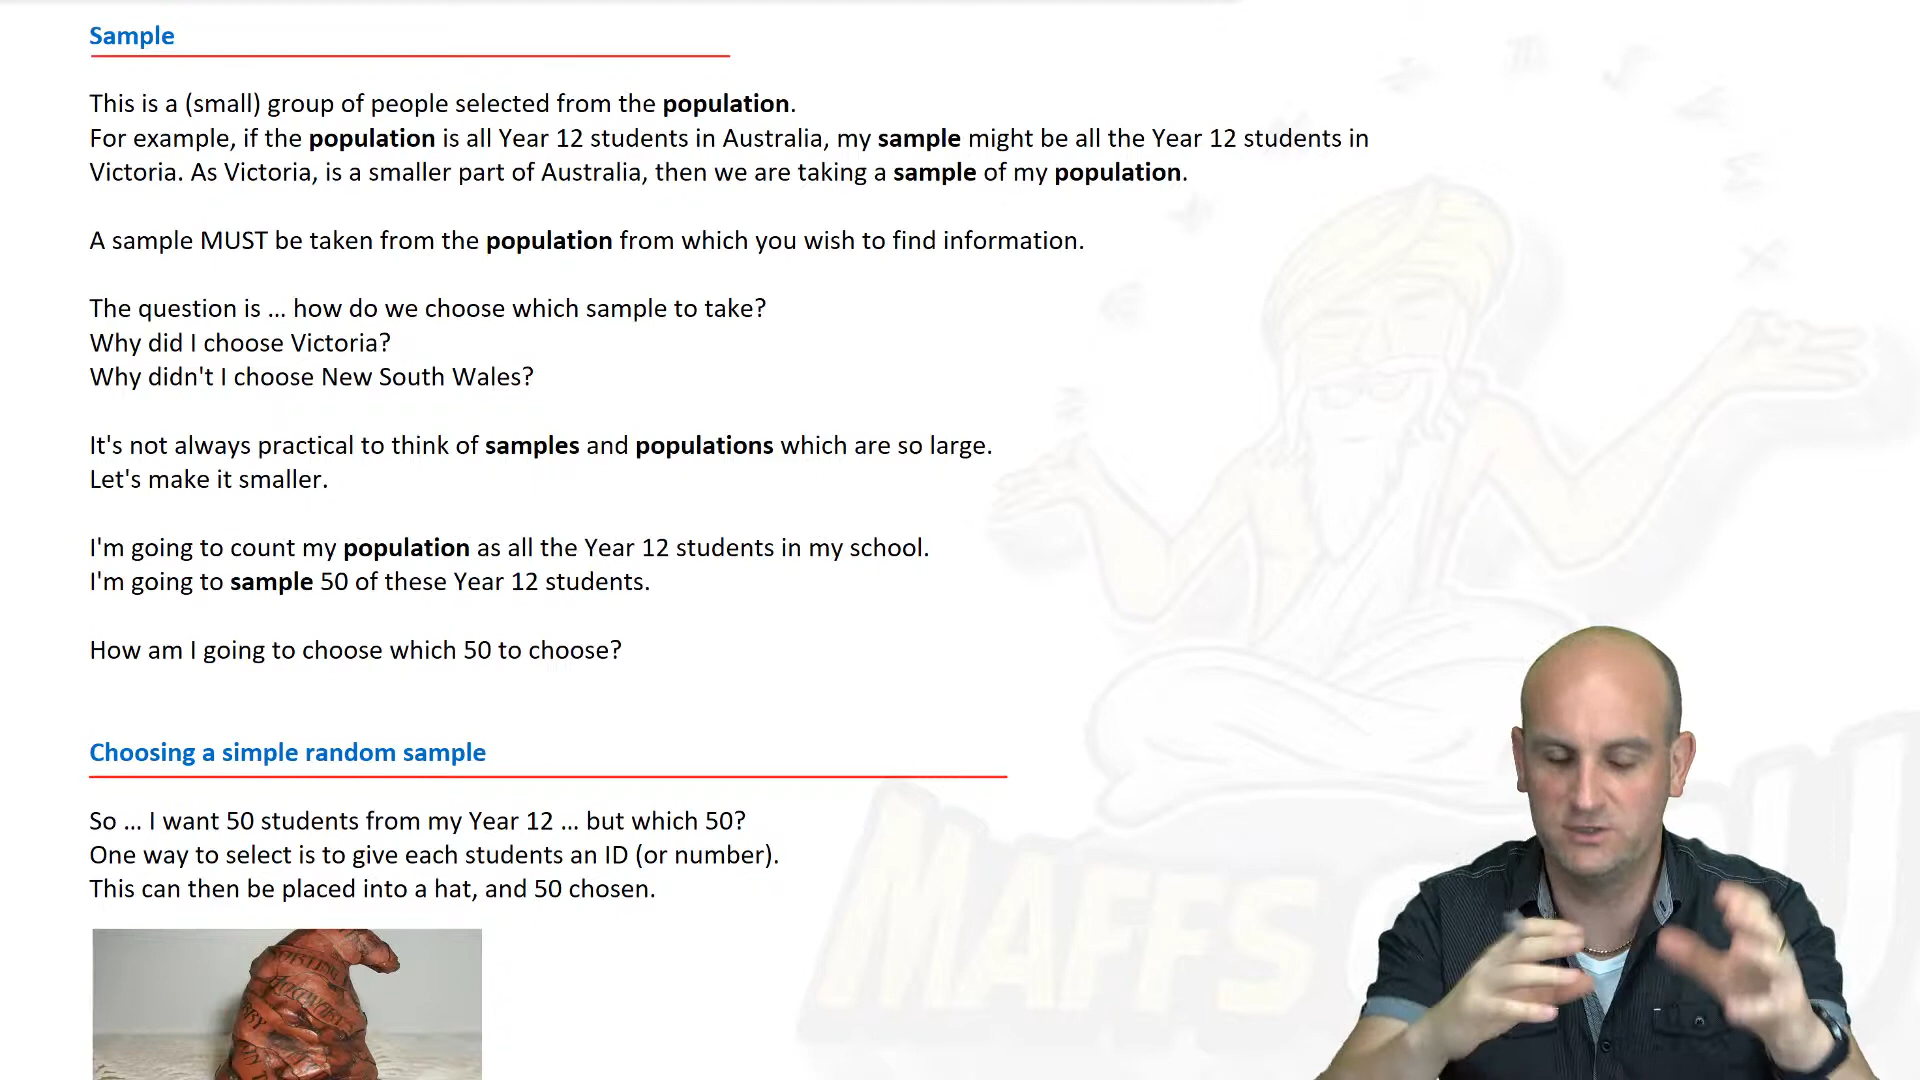 Sample
This is a (small) group of people selected from the population.
For example, if the population is all Year 12 students in Australia, my sample might be all the Year 12 students in
Victoria. As Victoria, is a smaller part of Australia, then we are taking a sample of my population.
A sample MUST be taken from the population from which you wish to find information.
The question is ... how do we choose which sample to take?
Why did I choose Victoria?
Why didn't I choose New South Wales?
It's not always practical to think of samples and populations which are so large.
Let's make it smaller.
I'm going to count my population as all the Year 12 students in my school.
I'm going to sample 50 of these Year 12 students.
How am I going to choose which 50 to choose?
Choosing a simple random sample
So ... I want 50 students from my Year 12 ... but which 50?
One way to select is to give each students an ID (or number).
This can then be placed into a hat, and 50 chosen.
MAFFS
SORTING
HOGWARTS